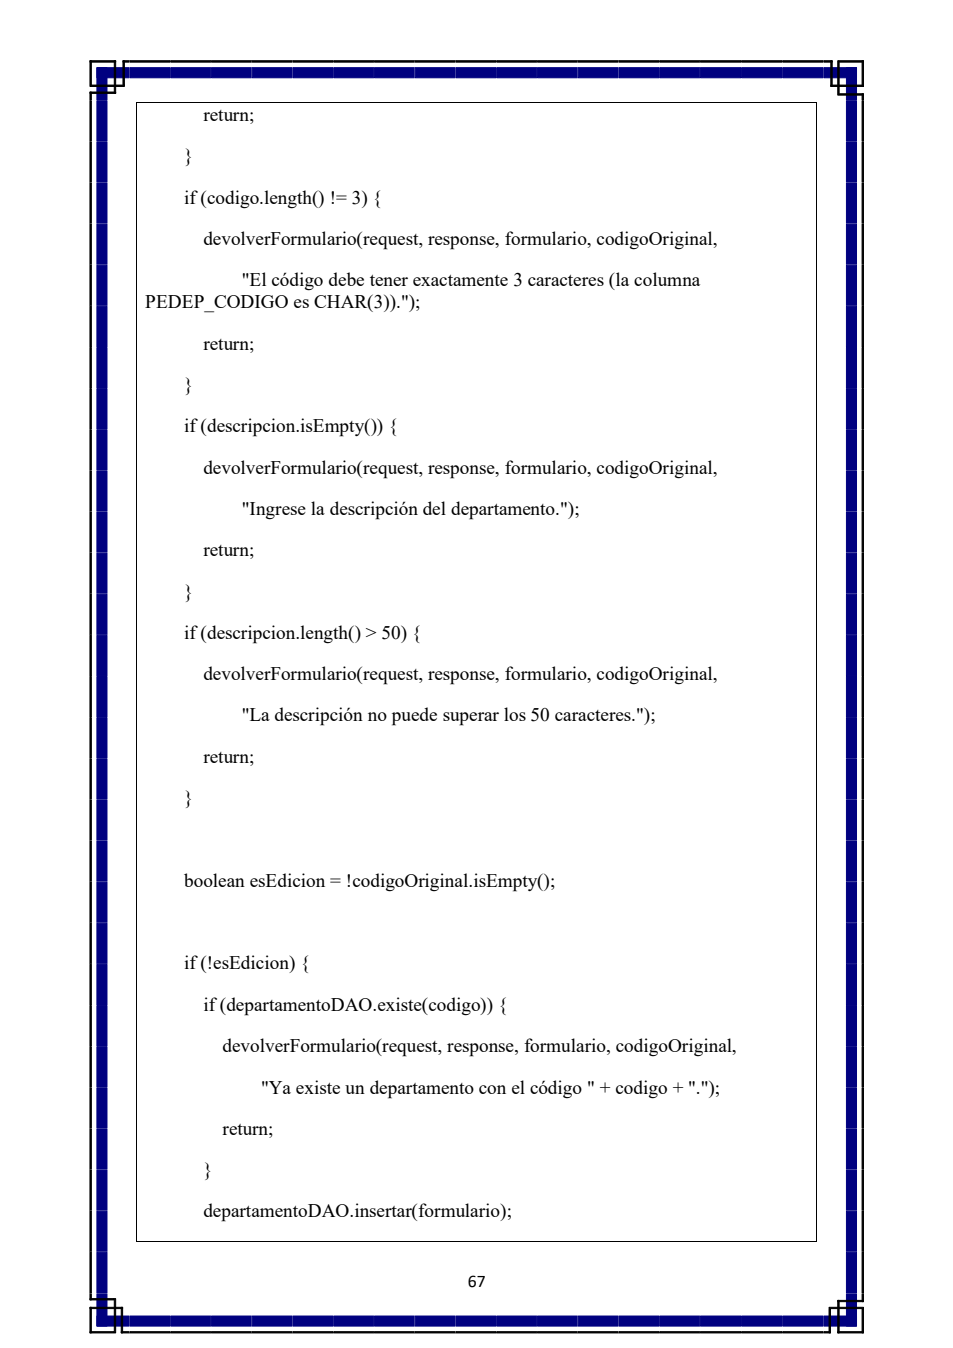 return;
}
if (codigo.length() != 3) {
devolverFormulario(request, response, formulario, codigoOriginal,
"El código debe tener exactamente 3 caracteres (la columna
PEDEP_CODIGO es CHAR(3)).");
return;
}
if (descripcion.isEmpty()) {
devolverFormulario(request, response, formulario, codigoOriginal,
"Ingrese la descripción del departamento.");
return;
}
if (descripcion.length() > 50) {
devolverFormulario(request, response, formulario, codigoOriginal,
"La descripción no puede superar los 50 caracteres.");
return;
}
boolean esEdicion = !codigoOriginal.isEmpty();
if (!esEdicion) {
if (departamentoDAO.existe(codigo)) {
devolverFormulario(request, response, formulario, codigoOriginal,
"Ya existe un departamento con el código " + codigo + ".");
return;
}
departamentoDAO.insertar(formulario);
67